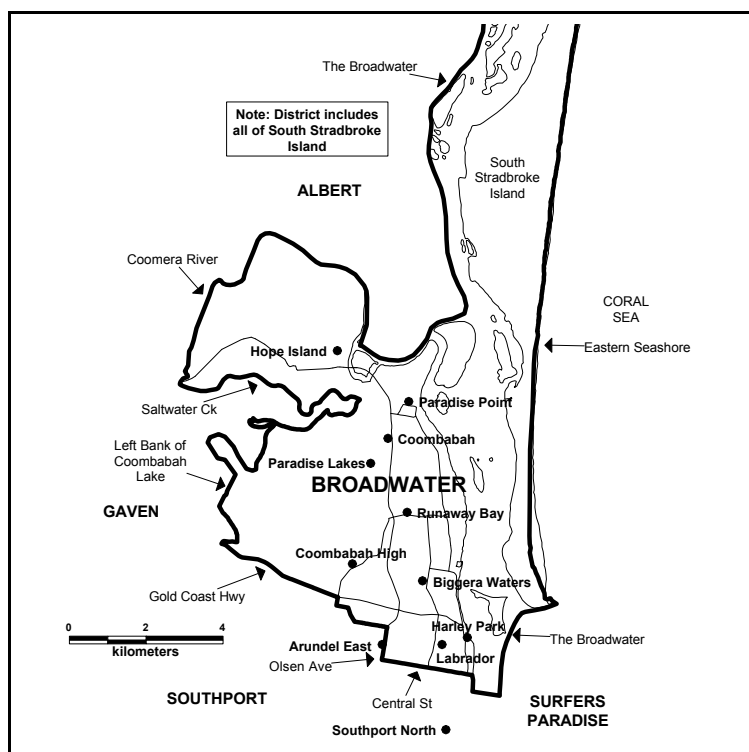 The Broadwater
Note: District includes
all of South Stradbroke
Island
South
Stradbroke
Island
ALBERT
Coomera River
CORAL
SEA
Hope Island
Eastern Seashore
Saltwater Ck
Paradise Point
Coombabah
Left Bank of
Coombabah
Lake
Paradise Lakes
BROADWATER
GAVEN
Runaway Bay
Coombabah High
Gold Coast Hwy
Biggera Waters
Harley Park
0 2 4
kilometers
Arundel East
Labrador
The Broadwater
Olsen Ave
SOUTHPORT
Central St
SURFERS
PARADISE
Southport North